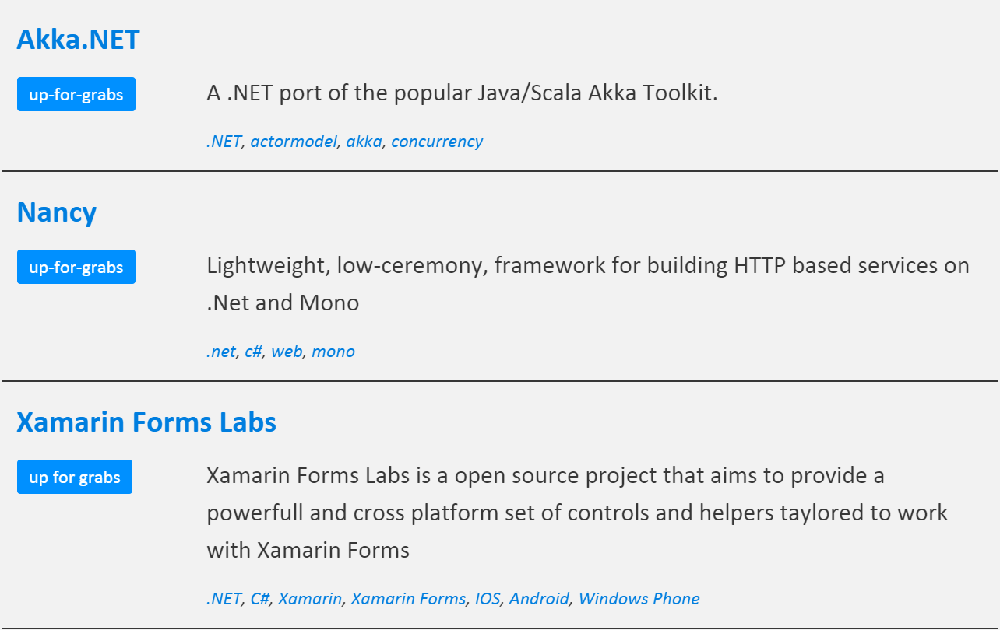 Akka.NET
up-for-grabs
A .NET port of the popular Java/Scala Akka Toolkit.
.NET, actormodel, akka, concurrency
Nancy
up-for-grabs
Lightweight, low-ceremony, framework for building HTTP based services on
.Net and Mono
.net, c#, web, mono
Xamarin Forms Labs
up for grabs
Xamarin Forms Labs is a open source project that aims to provide a
powerfull and cross platform set of controls and helpers taylored to work
with Xamarin Forms
.NET, C#, Xamarin, Xamarin Forms, IOS, Android, Windows Phone